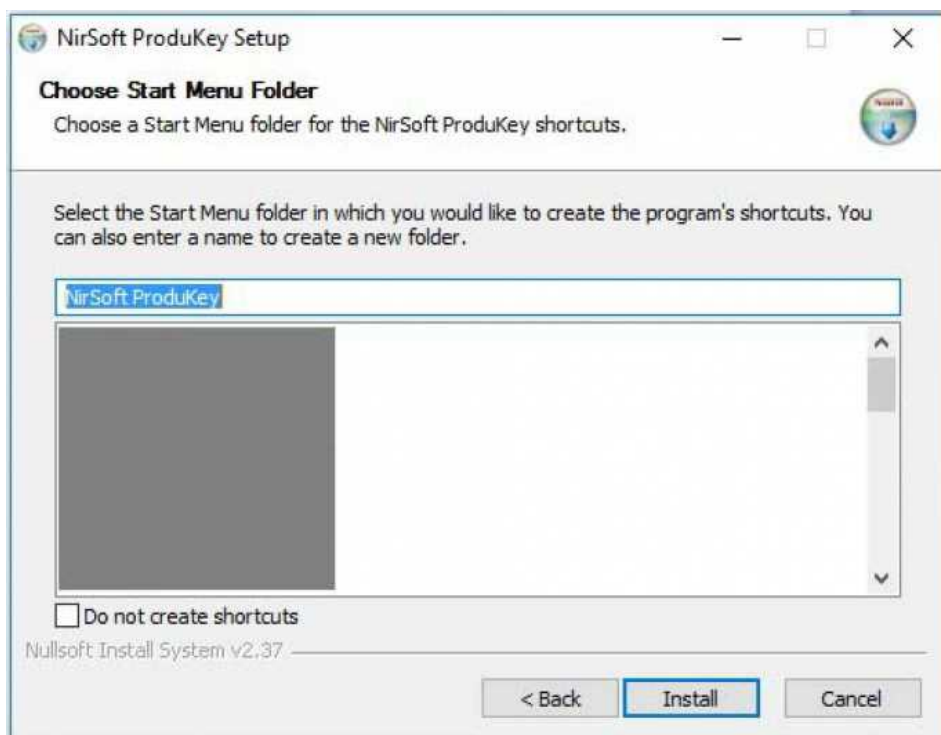 NirSoft ProduKey Setup
Choose Start Menu Folder
Choose a Start Menu folder for the NirSoft ProduKey shortcuts.
Select the Start Menu folder in which you would like to create the program's shortcuts. You
can also enter a name to create a new folder.
NirSoft ProduKey
Do not create shortcuts
Nullsoft Install System v2.37
< Back
Install
Cancel